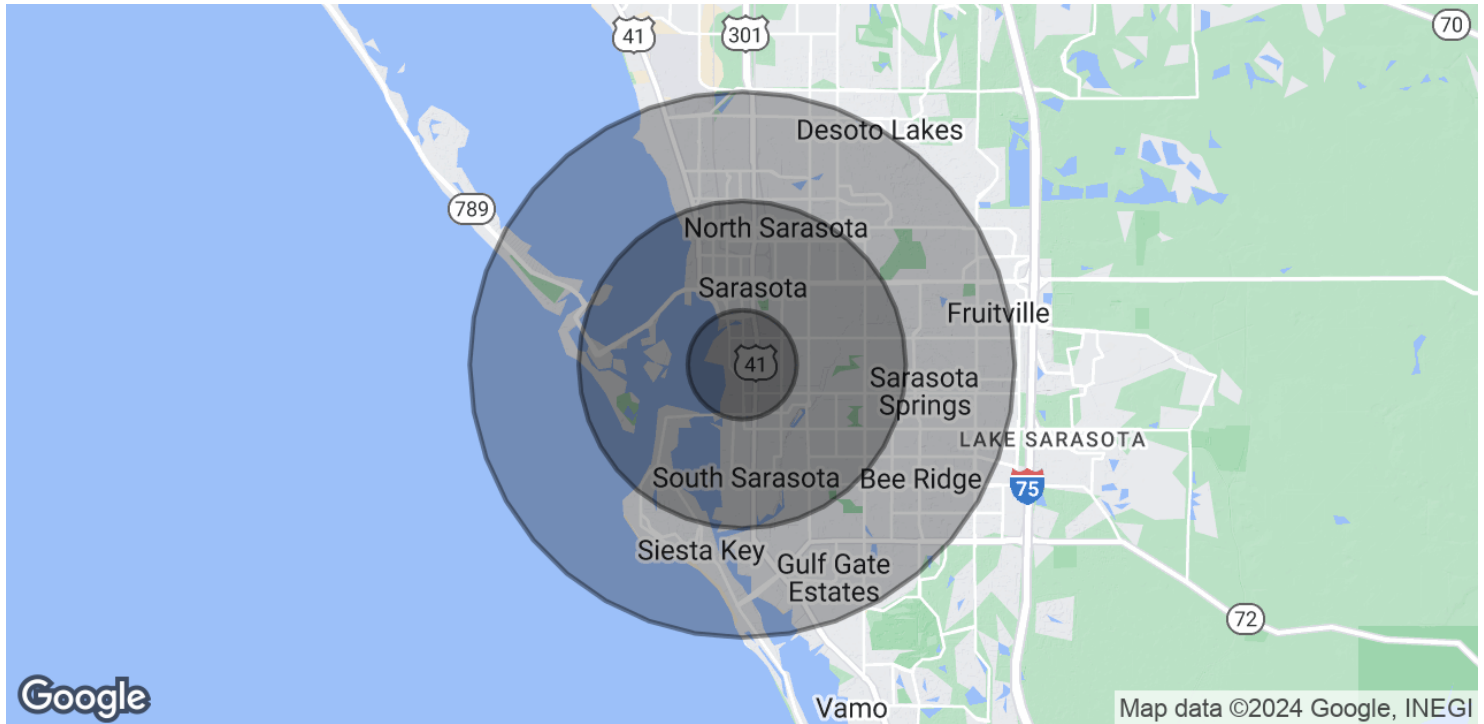 41
301
70
Desoto Lakes
789
North Sarasota
Sarasota
Fruitville
41
Sarasota
Springs
LAKE SARASOTA
South Sarasota
Bee Ridge
75
Siesta Key
Gulf Gate
Estates
72
Google
Vamo
Map data ©2024 Google, INEGI